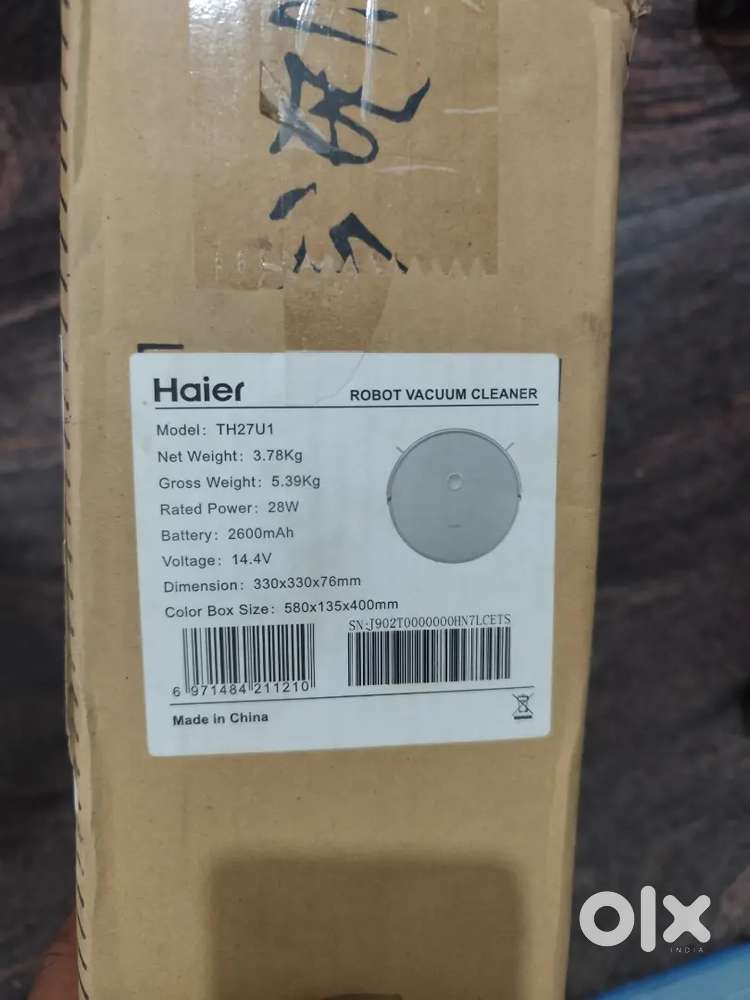 Haier
ROBOT VACUUM CLEANER
Model: TH27U1
Net Weight: 3.78Kg
Gross Weight: 5.39Kg
Rated Power: 28W
Battery: 2600mAh
Voltage: 14.4V
Dimension: 330x330x76mm
Color Box Size: 580x135x400mm
SN:J902T0000000HN7LCETS
6 971484 211210
Made in China
olx
INDIA